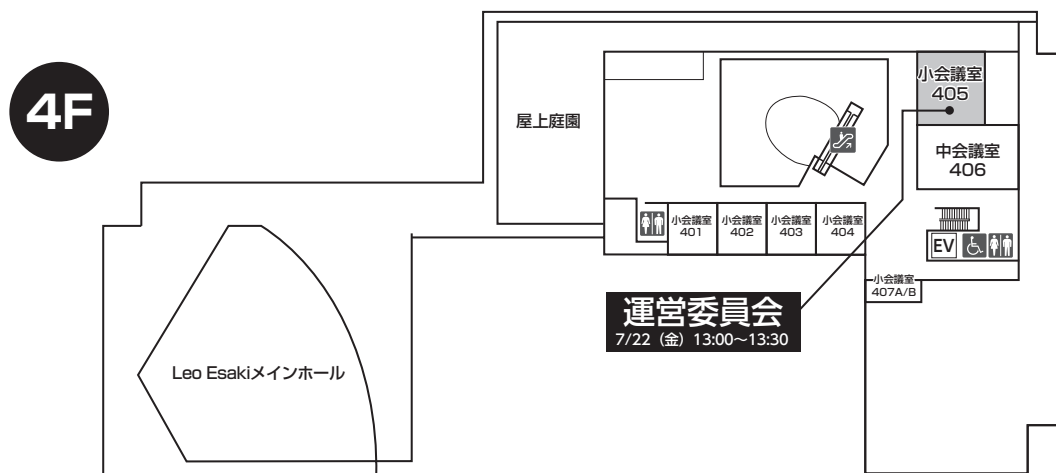 4F
屋上庭園
小会議室
405
中会議室
406
小会議室
401
小会議室
402
小会議室
403
小会議室
404
EV
小会議室
407A/B
運営委員会
7/22（金）13:00～13:30
Leo Esakiメインホール